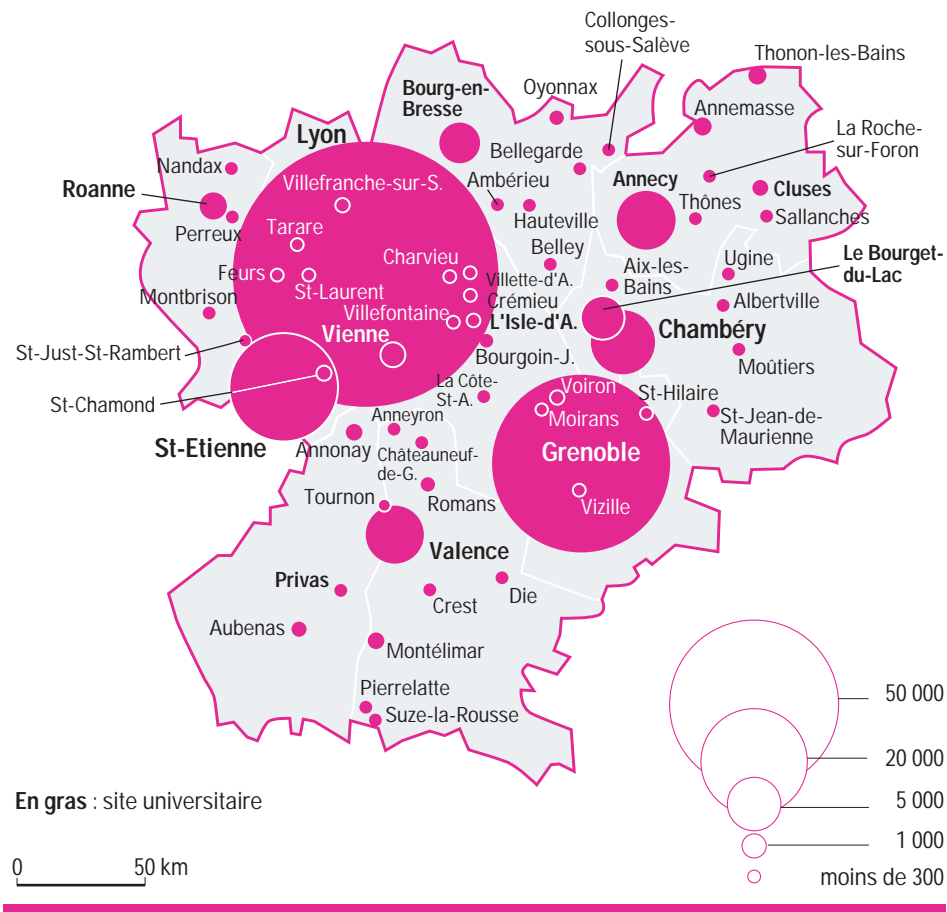 Collonges-
sous-Salève
Thonon-les-Bains
Bourg-en-
Bresse
Oyonnax
Annemasse
La Roche-
sur-Foron
Lyon
Bellegarde
Nandax
Villefranche-sur-S.
Ambérieu
Annecy
Cluses
Roanne
Thônes
Hauteville
Sallanches
Perreux
Tarare
Belley
Le Bourget-
du-Lac
Charvieu
Ugine
Feurs
Aix-les-
Bains
Villette-d'A.
St-Laurent
Crémieu
Montbrison
Albertville
Villefontaine
L'Isle-d'A.
Vienne
Chambéry
St-Just-St-Rambert
Bourgoin-J.
Moûtiers
La Côte-
St-A.
Voiron
St-Hilaire
St-Chamond
Moirans
Anneyron
St-Jean-de-
Maurienne
St-Etienne
Annonay
Châteauneuf-
de-G.
Grenoble
Tournon
Romans
Vizille
Valence
Privas
Crest
Die
Aubenas
Montélimar
Pierrelatte
Suze-la-Rousse
50 000
20 000
5 000
1 000
moins de 300
En gras : site universitaire
0 50 km